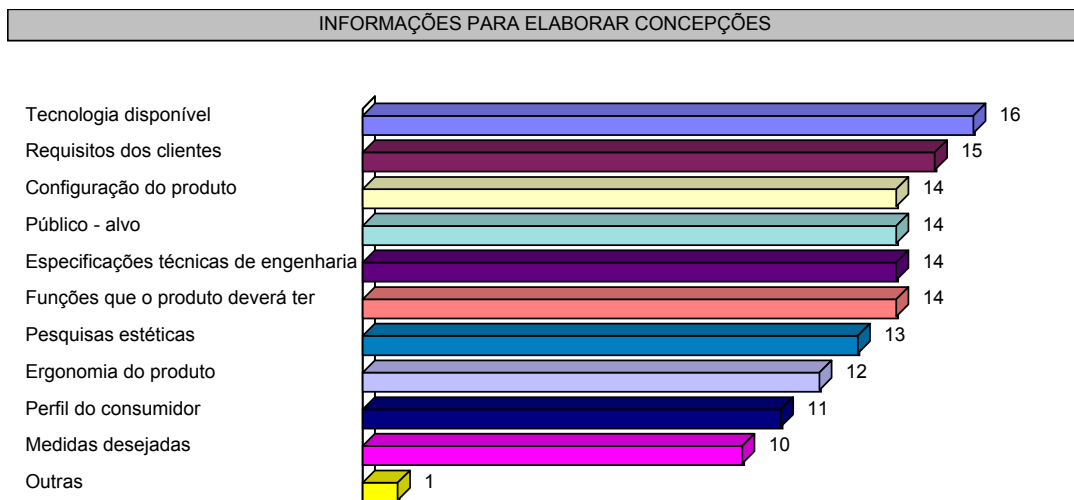 INFORMAÇÕES PARA ELABORAR CONCEPÇÕES
Tecnologia disponível 16
Requisitos dos clientes 15
Configuração do produto 14
Público - alvo 14
Especificações técnicas de engenharia 14
Funções que o produto deverá ter 14
Pesquisas estéticas 13
Ergonomia do produto 12
Perfil do consumidor 11
Medidas desejadas 10
Outras 1